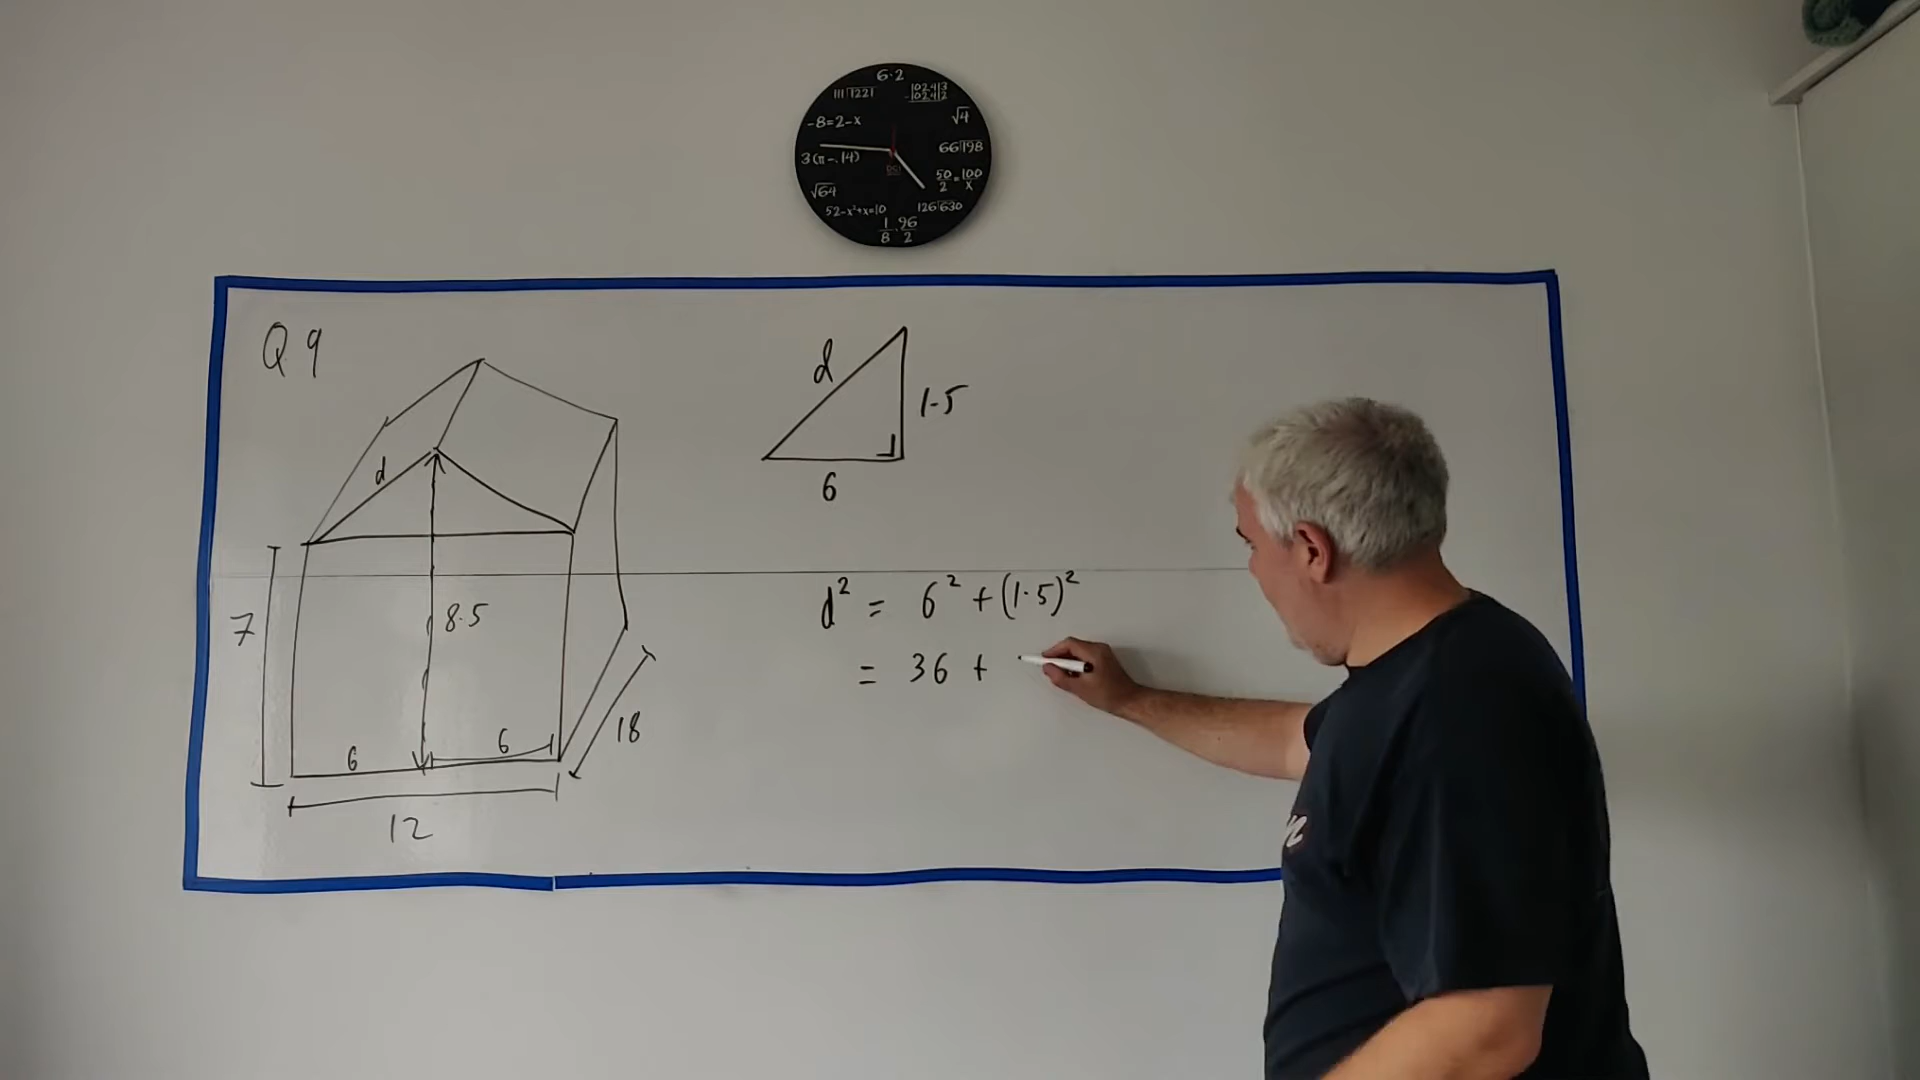 6.2
111⟌1221
-8=2-x
3(π-.14)
√64
52-x²+x=10
1/8 · 96/2
126⟌630
50/2 = 100/x
66⟌198
√4
Q 9
d
7
8.5
6
6
18
12
d
1.5
6
d² = 6² + (1.5)²
= 36 +